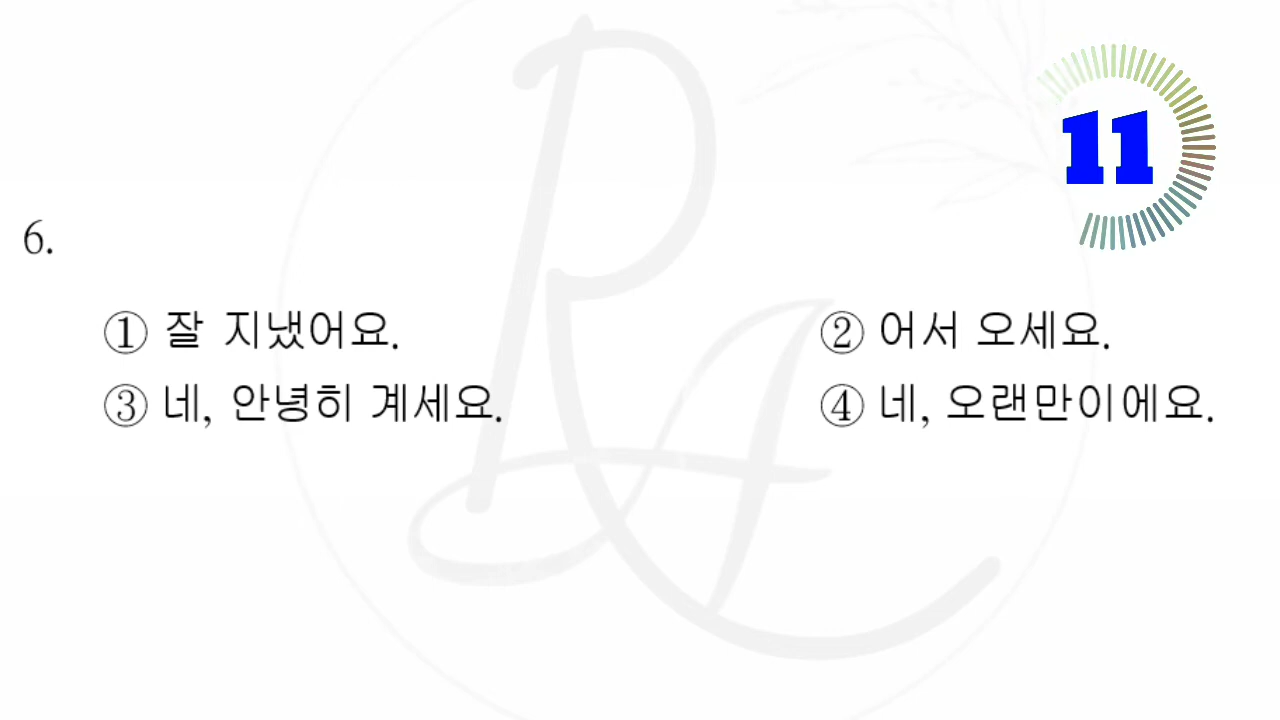 11
6.
① 잘 지냈어요. ② 어서 오세요.
③ 네, 안녕히 계세요. ④ 네, 오랜만이에요.